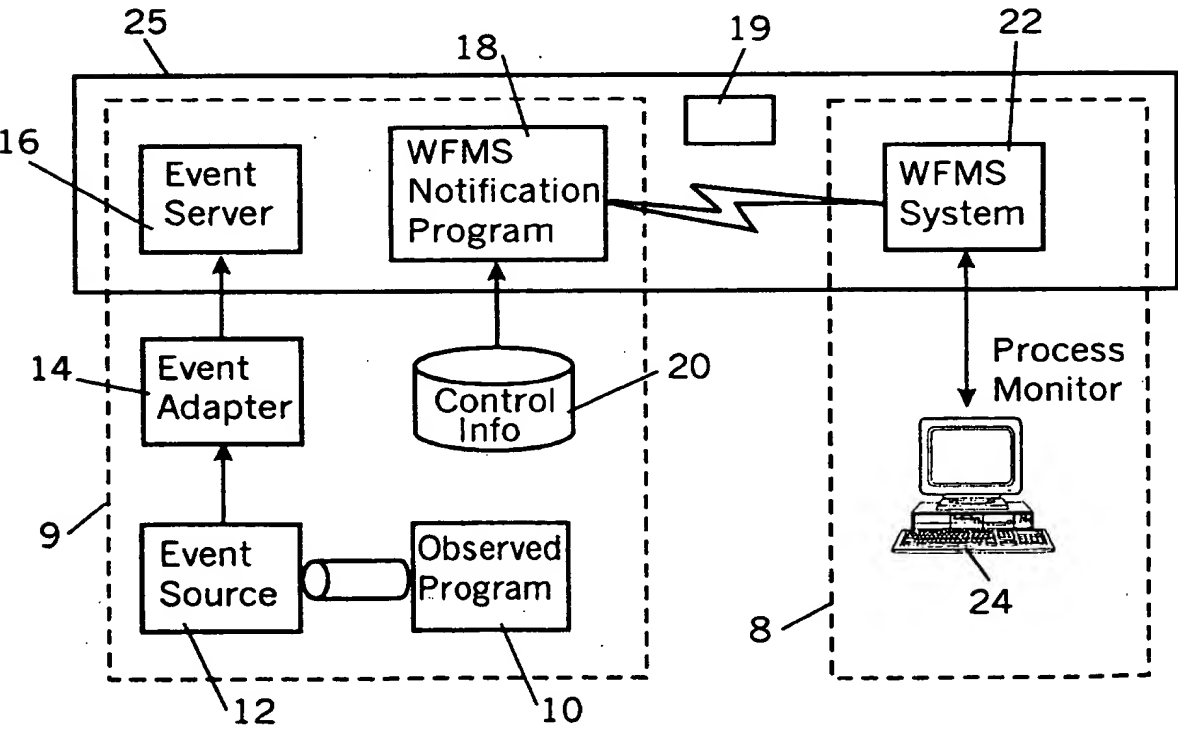 25
18
19
22
16
Event
Server
WFMS
Notification
Program
WFMS
System
14
Event
Adapter
Control
Info
20
Process
Monitor
9
Event
Source
Observed
Program
8
24
12
10